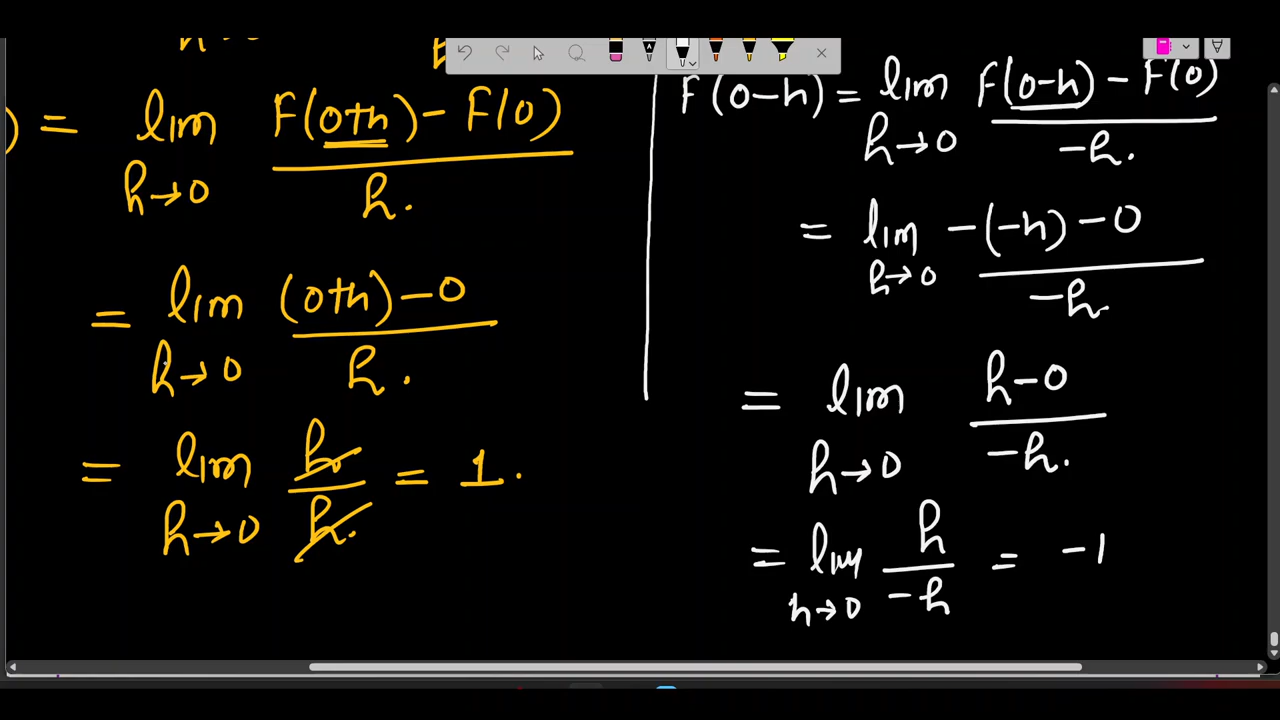 ) = lim F(0+h) - F(0)
h→0 h.
= lim (0+h) - 0
h→0 h.
= lim h
h→0 h. = 1.
F(0-h) = lim F(0-h) - F(0)
h→0 -h.
= lim -(-h) - 0
h→0 -h.
= lim h-0
h→0 -h.
= lim h
h→0 -h = -1